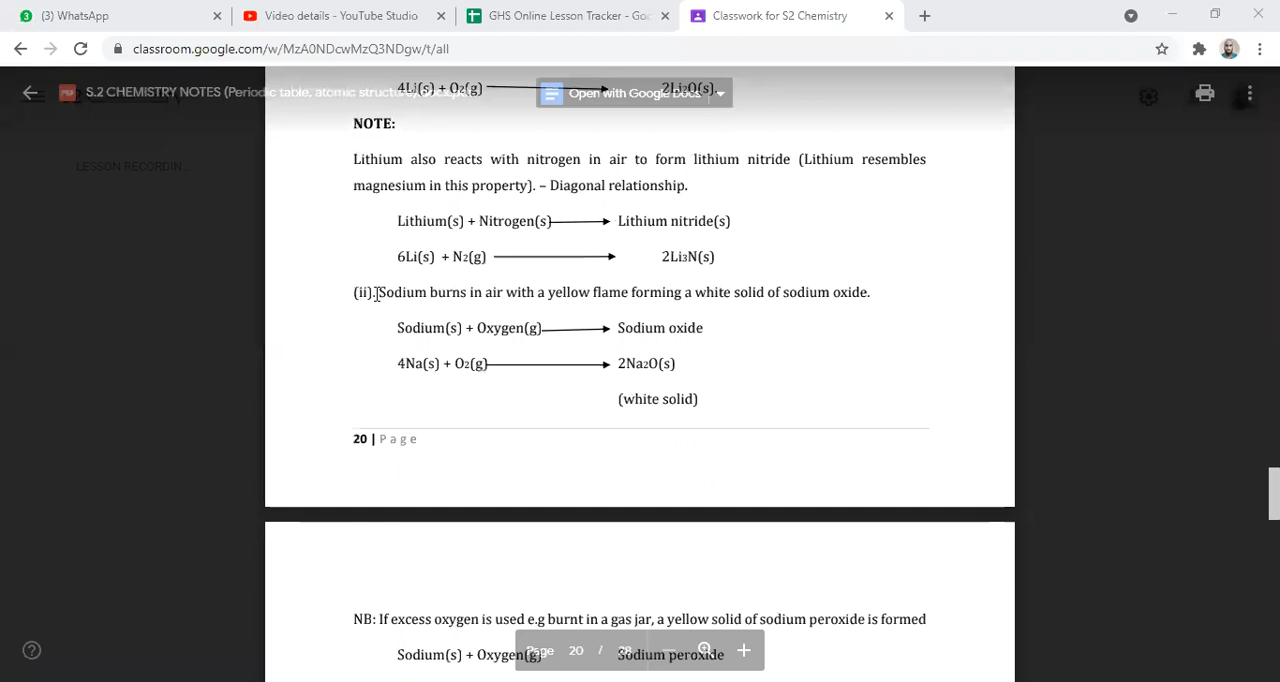 (3) WhatsApp
Video details - YouTube Studio
GHS Online Lesson Tracker - Goo
Classwork for S2 Chemistry
classroom.google.com/w/MzA0NDcwMzQ3NDgw/t/all
S.2 CHEMISTRY NOTES (Periodic table, atomic structure)
4Li(s) + O2(g) 2Li2O(s).
Open with Google Docs
NOTE:
Lithium also reacts with nitrogen in air to form lithium nitride (Lithium resembles
LESSON RECORDIN...
magnesium in this property). – Diagonal relationship.
Lithium(s) + Nitrogen(s) Lithium nitride(s)
6Li(s) + N2(g) 2Li3N(s)
(ii).Sodium burns in air with a yellow flame forming a white solid of sodium oxide.
Sodium(s) + Oxygen(g) Sodium oxide
4Na(s) + O2(g) 2Na2O(s)
(white solid)
20 | Page
NB: If excess oxygen is used e.g burnt in a gas jar, a yellow solid of sodium peroxide is formed
Sodium(s) + Oxygen(g) Sodium peroxide
Page 20 / 28